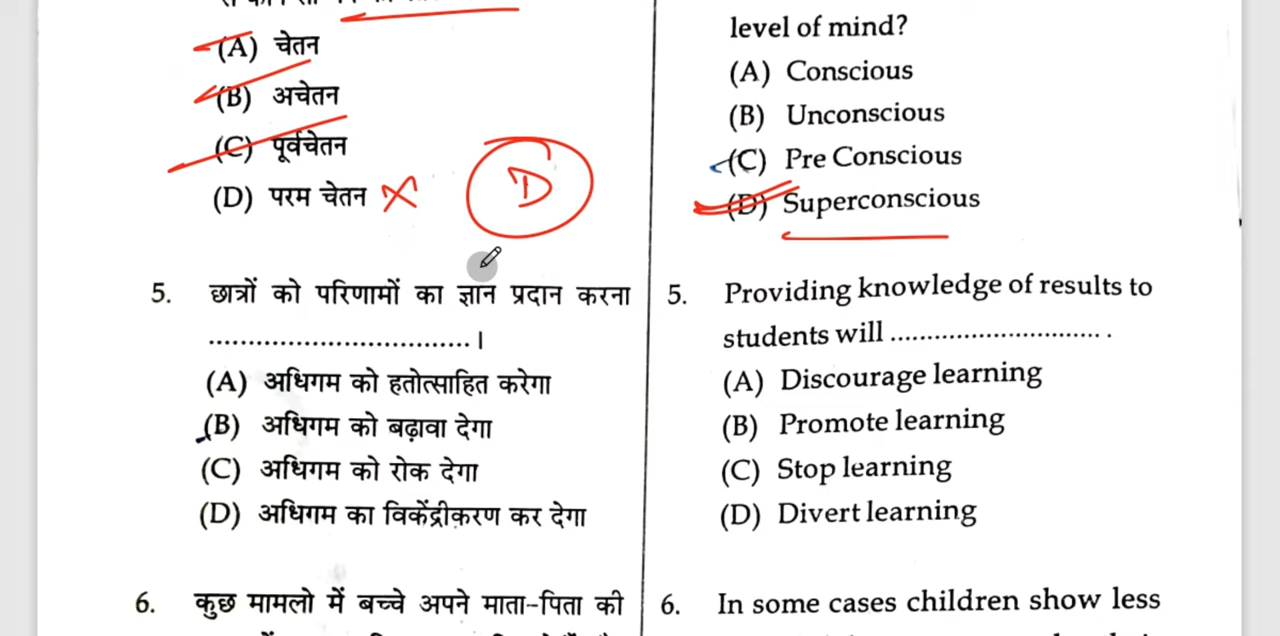 (A) चेतन
(B) अचेतन
(C) पूर्वचेतन
(D) परम चेतन
D
5. छात्रों को परिणामों का ज्ञान प्रदान करना
................................. ।
(A) अधिगम को हतोत्साहित करेगा
(B) अधिगम को बढ़ावा देगा
(C) अधिगम को रोक देगा
(D) अधिगम का विकेंद्रीकरण कर देगा
6. कुछ मामलो में बच्चे अपने माता-पिता की
level of mind?
(A) Conscious
(B) Unconscious
(C) Pre Conscious
(D) Superconscious
5. Providing knowledge of results to
students will ............................ .
(A) Discourage learning
(B) Promote learning
(C) Stop learning
(D) Divert learning
6. In some cases children show less